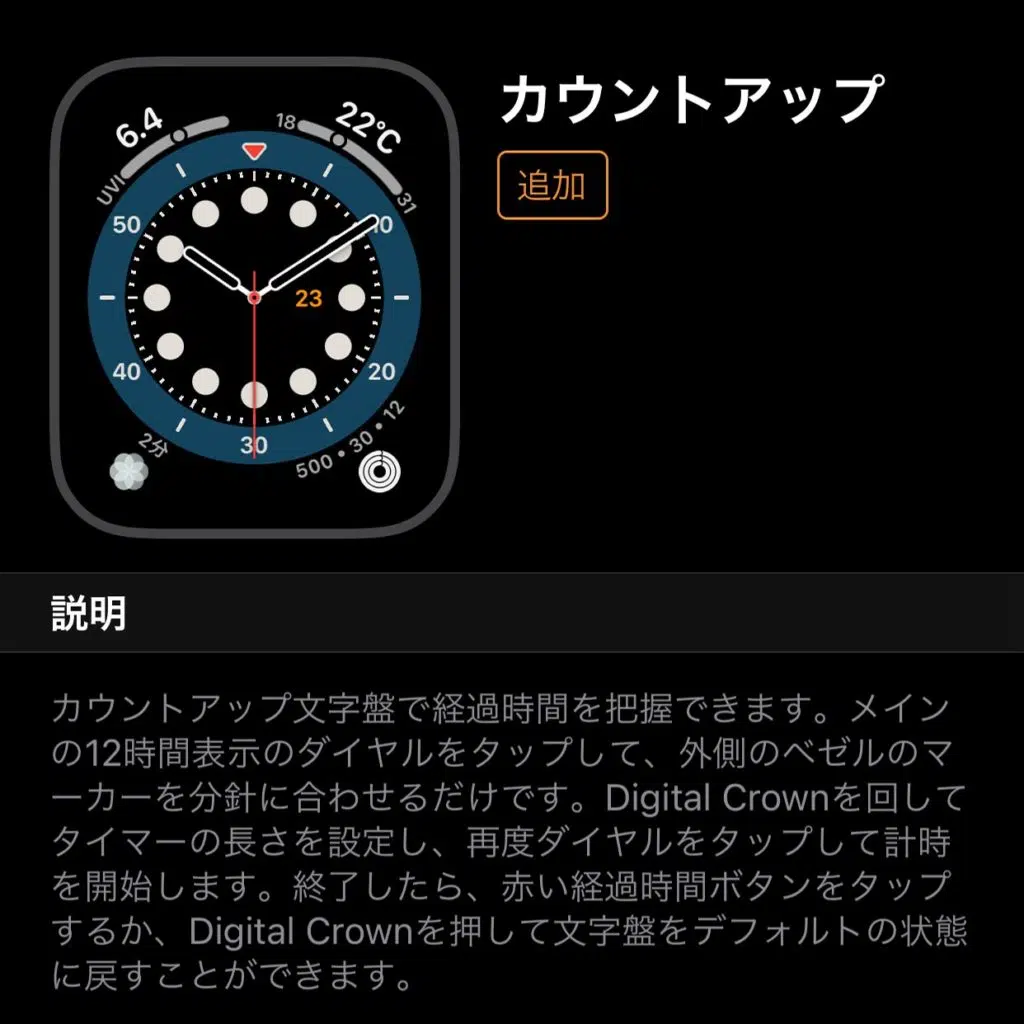 カウントアップ
追加
6.4
UVI
18
22°C
31
50
10
23
40
20
30
2分
500・30・12
説明
カウントアップ文字盤で経過時間を把握できます。メイン
の12時間表示のダイヤルをタップして、外側のベゼルのマ
ーカーを分針に合わせるだけです。Digital Crownを回して
タイマーの長さを設定し、再度ダイヤルをタップして計時
を開始します。終了したら、赤い経過時間ボタンをタップ
するか、Digital Crownを押して文字盤をデフォルトの状態
に戻すことができます。